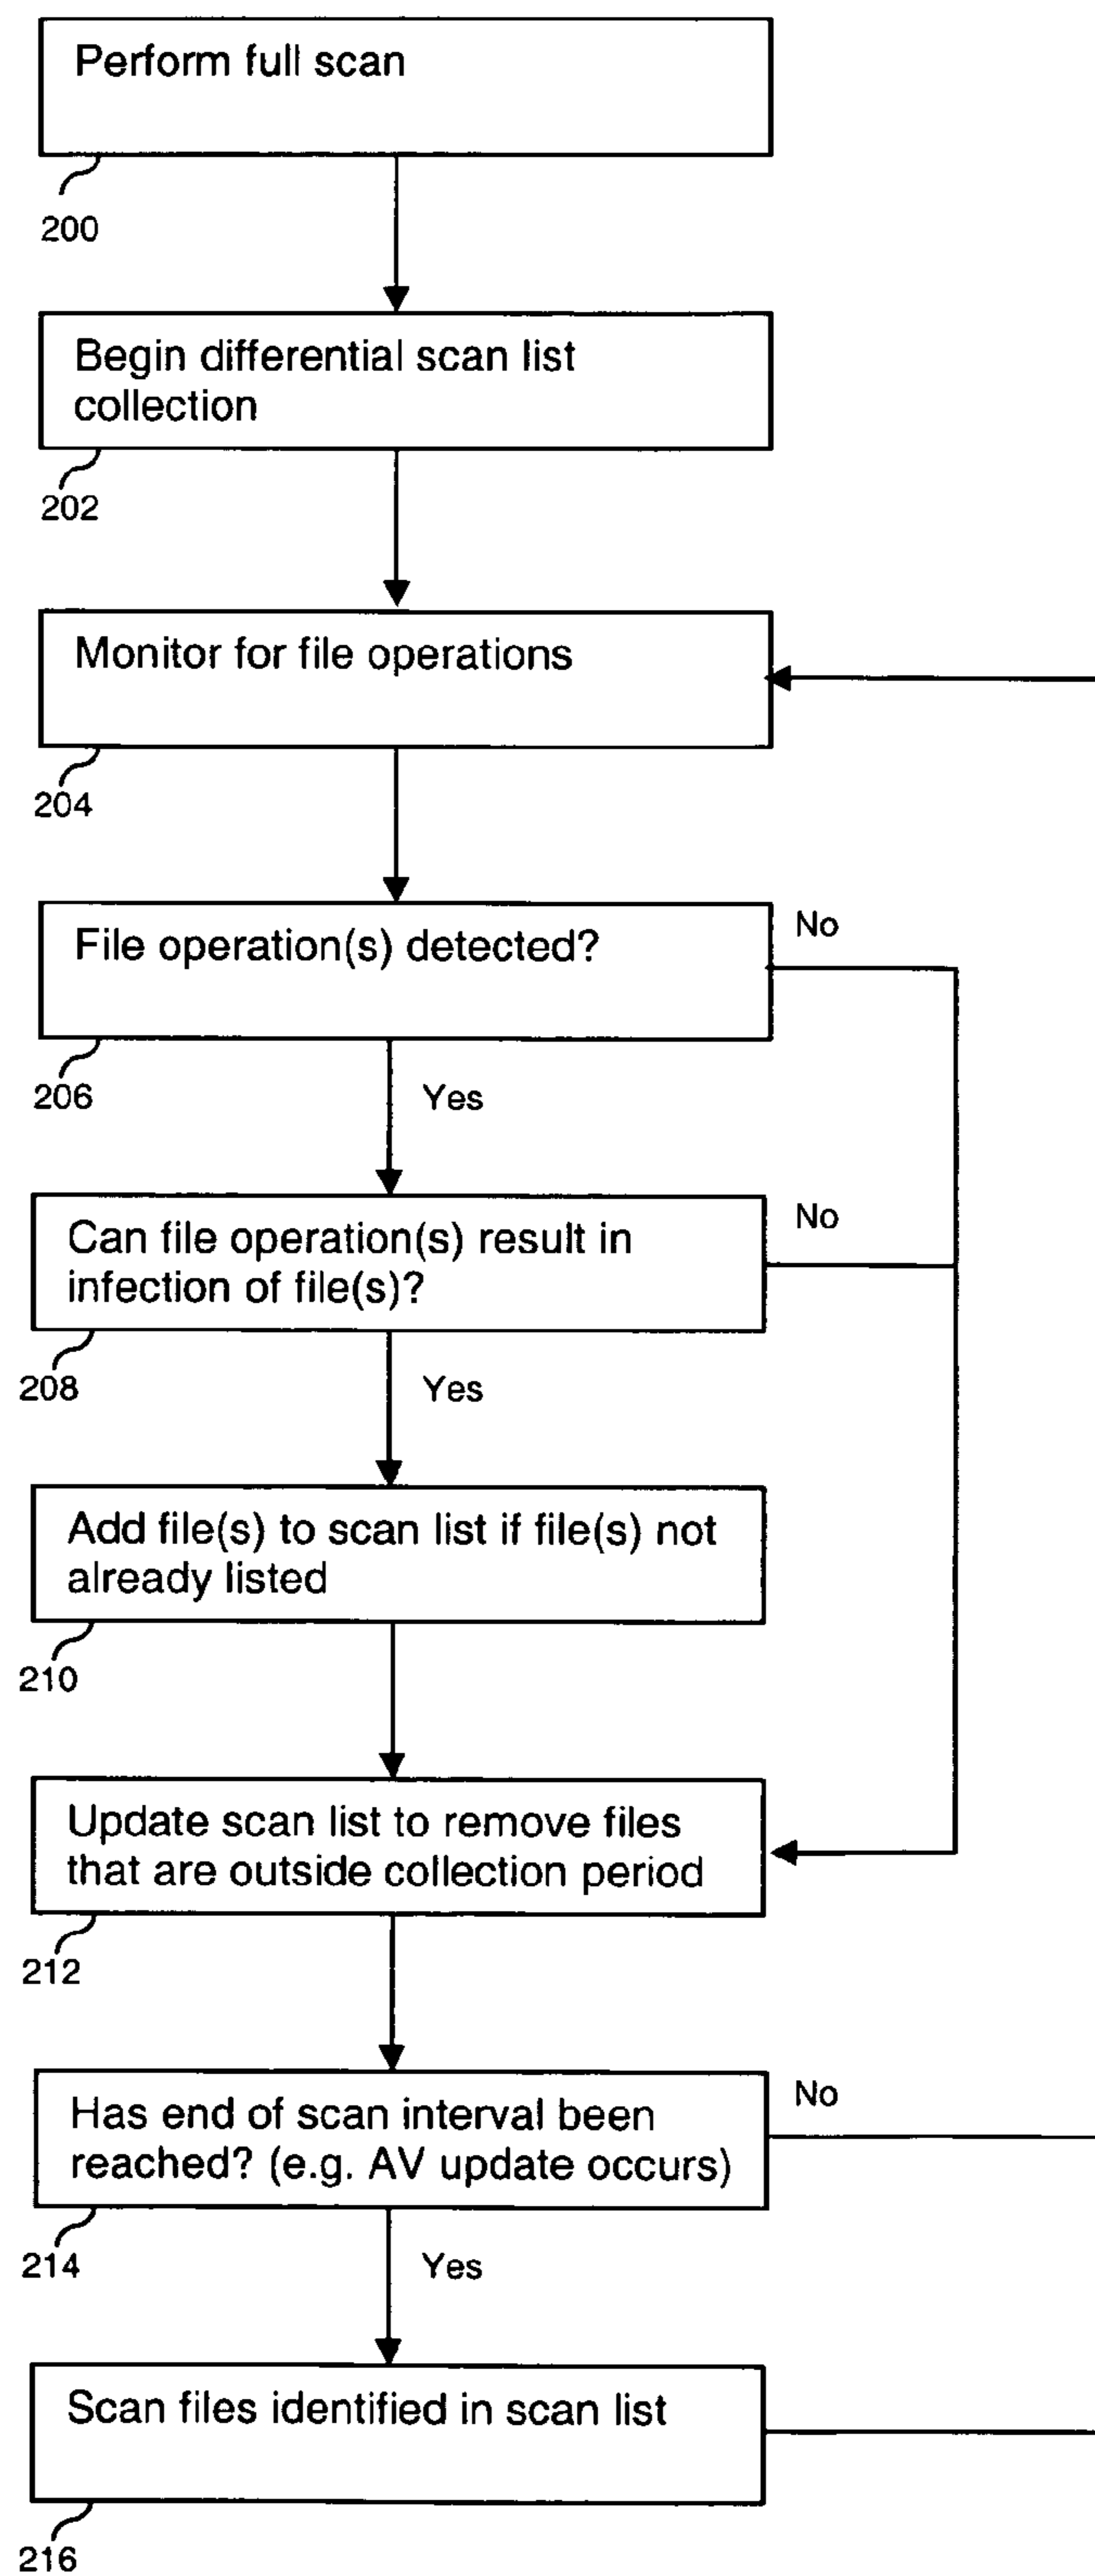 Perform full scan
200
Begin differential scan list
collection
202
Monitor for file operations
204
File operation(s) detected?
No
206
Yes
Can file operation(s) result in
infection of file(s)?
No
208
Yes
Add file(s) to scan list if file(s) not
already listed
210
Update scan list to remove files
that are outside collection period
212
Has end of scan interval been
reached? (e.g. AV update occurs)
No
214
Yes
Scan files identified in scan list
216